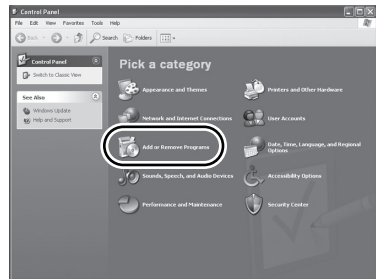 Control Panel
File Edit View Favorites Tools Help
Back Search Folders
Control Panel
Switch to Classic View
See Also
Windows Update
Help and Support
Pick a category
Appearance and Themes
Printers and Other Hardware
Network and Internet Connections
User Accounts
Add or Remove Programs
Date, Time, Language, and Regional
Options
Sounds, Speech, and Audio Devices
Accessibility Options
Performance and Maintenance
Security Center